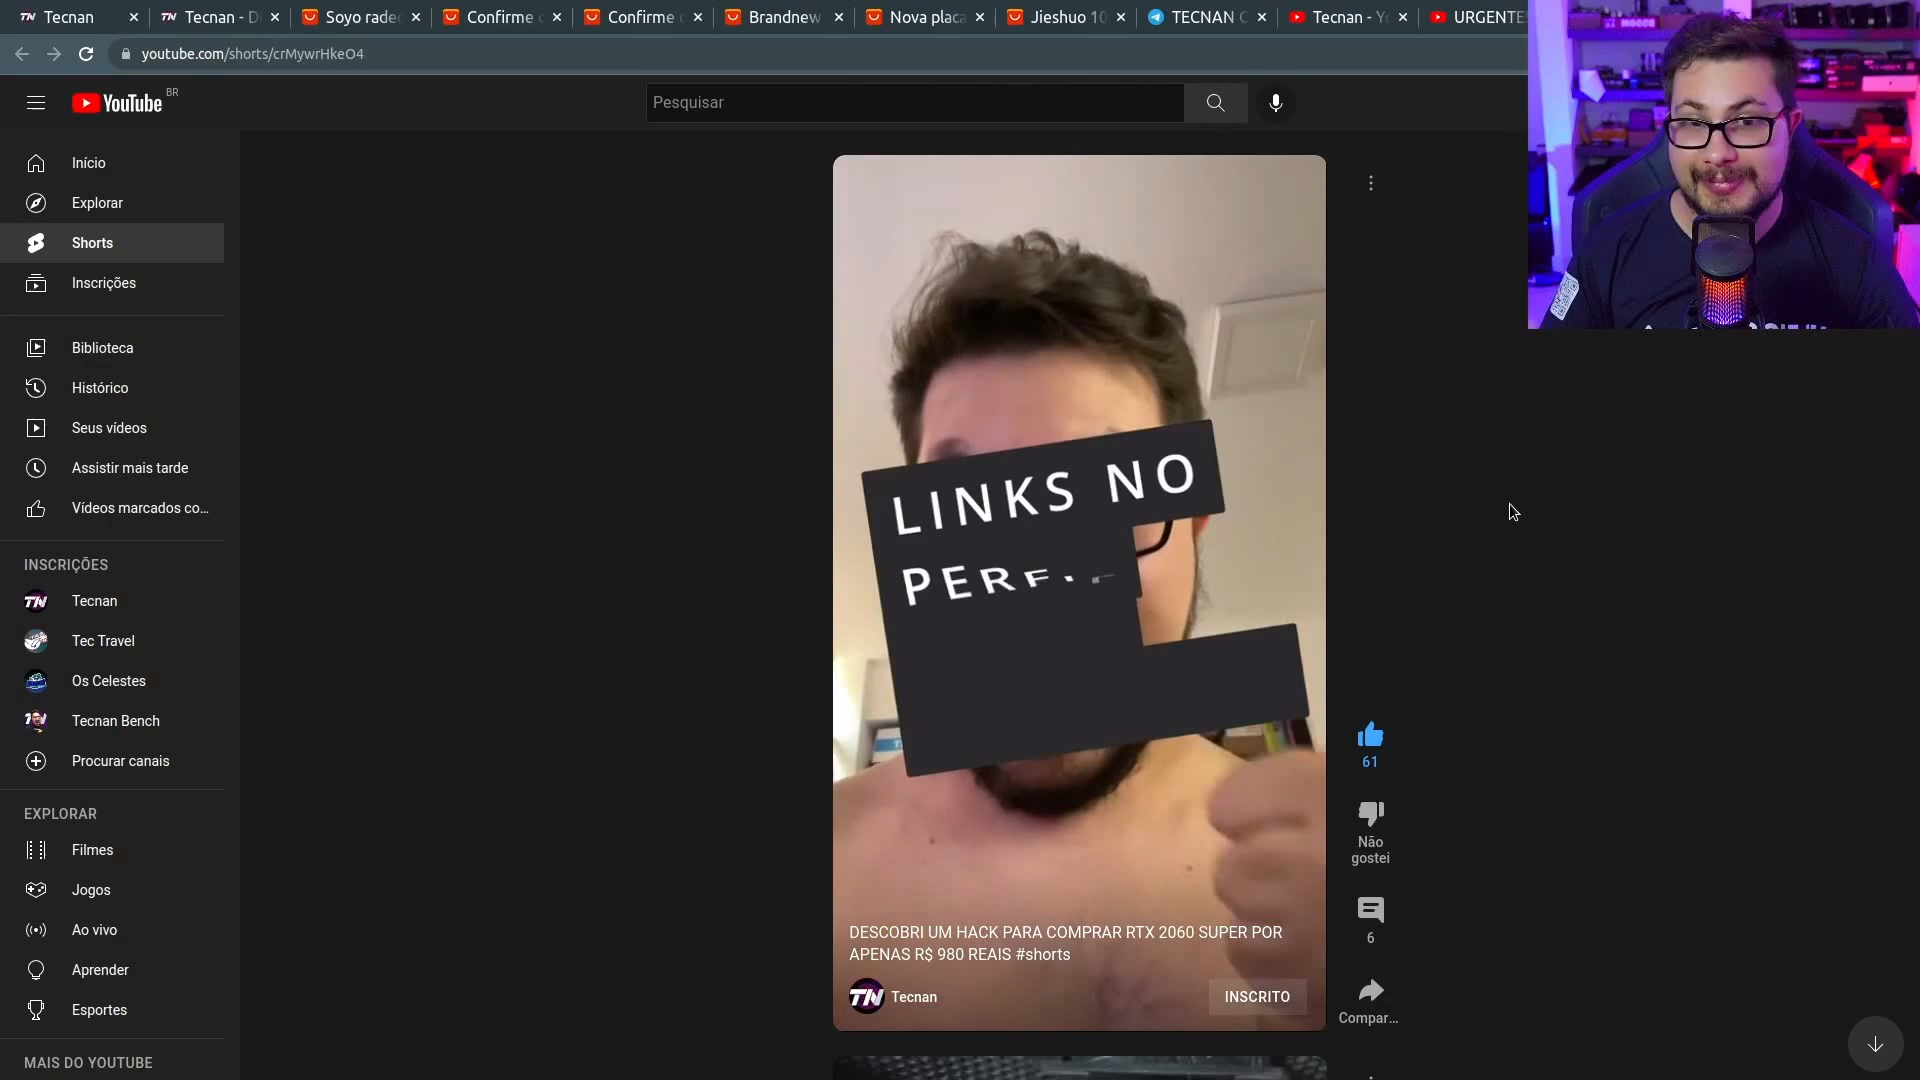 Tecnan
Tecnan - D
Soyo rade
Confirme
Confirme
Brandnew
Nova placa
Jieshuo 10
TECNAN C
Tecnan - Yo
URGENTE
youtube.com/shorts/crMywrHkeO4
YouTube
BR
Pesquisar
Início
Explorar
Shorts
Inscrições
Biblioteca
Histórico
Seus vídeos
Assistir mais tarde
Vídeos marcados co...
INSCRIÇÕES
Tecnan
Tec Travel
Os Celestes
Tecnan Bench
Procurar canais
EXPLORAR
Filmes
Jogos
Ao vivo
Aprender
Esportes
MAIS DO YOUTUBE
LINKS NO
PERF
DESCOBRI UM HACK PARA COMPRAR RTX 2060 SUPER POR
APENAS R$ 980 REAIS #shorts
TN
Tecnan
INSCRITO
61
Não
gostei
6
Compar...